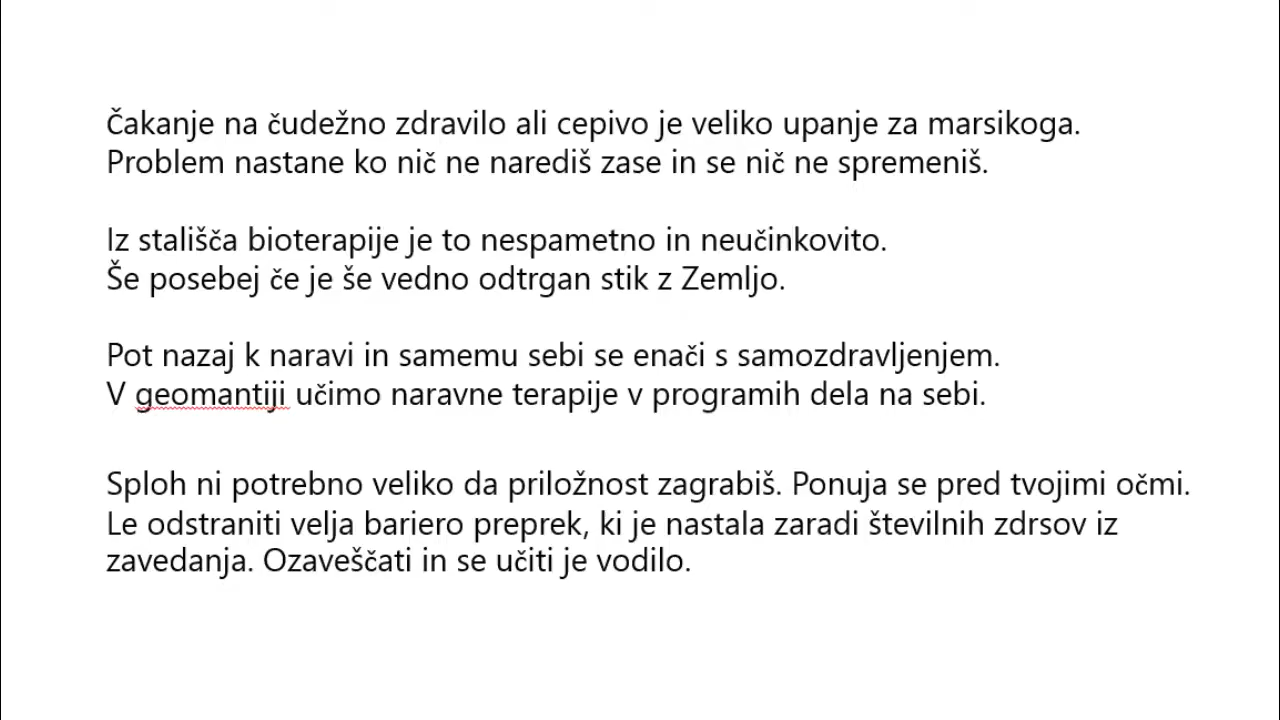 Čakanje na čudežno zdravilo ali cepivo je veliko upanje za marsikoga.
Problem nastane ko nič ne narediš zase in se nič ne spremeniš.
Iz stališča bioterapije je to nespametno in neučinkovito.
Še posebej če je še vedno odtrgan stik z Zemljo.
Pot nazaj k naravi in samemu sebi se enači s samozdravljenjem.
V geomantiji učimo naravne terapije v programih dela na sebi.
Sploh ni potrebno veliko da priložnost zagrabiš. Ponuja se pred tvojimi očmi.
Le odstraniti velja bariero preprek, ki je nastala zaradi številnih zdrsov iz
zavedanja. Ozaveščati in se učiti je vodilo.